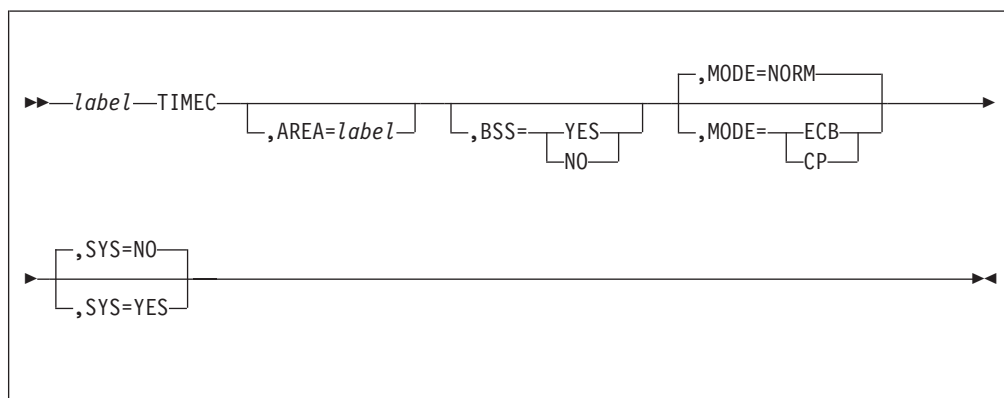 ,MODE=NORM
label TIMEC
,AREA=label ,BSS= YES ,MODE= ECB
NO CP
,SYS=NO
,SYS=YES